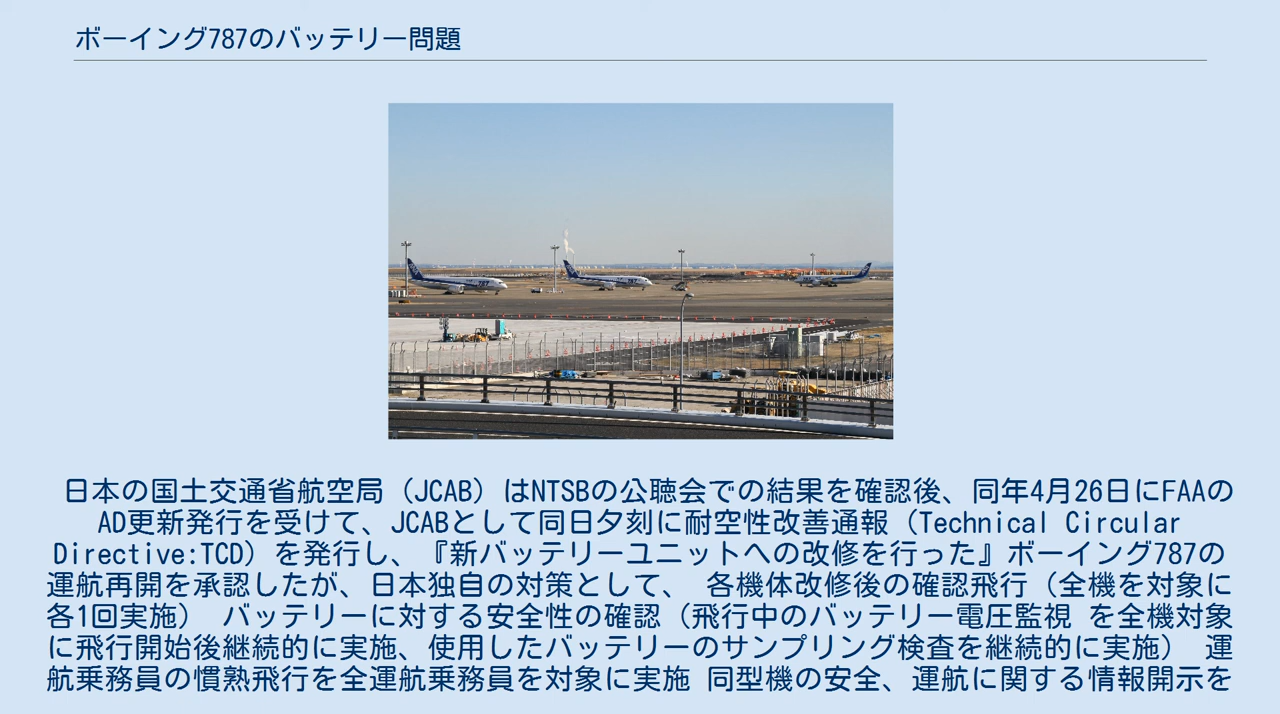 ボーイング787のバッテリー問題
日本の国土交通省航空局（JCAB）はNTSBの公聴会での結果を確認後、同年4月26日にFAAの
AD更新発行を受けて、JCABとして同日夕刻に耐空性改善通報（Technical Circular
Directive:TCD）を発行し、『新バッテリーユニットへの改修を行った』ボーイング787の
運航再開を承認したが、日本独自の対策として、 各機体改修後の確認飛行（全機を対象に
各1回実施） バッテリーに対する安全性の確認（飛行中のバッテリー電圧監視 を全機対象
に飛行開始後継続的に実施、使用したバッテリーのサンプリング検査を継続的に実施） 運
航乗務員の慣熟飛行を全運航乗務員を対象に実施 同型機の安全、運航に関する情報開示を